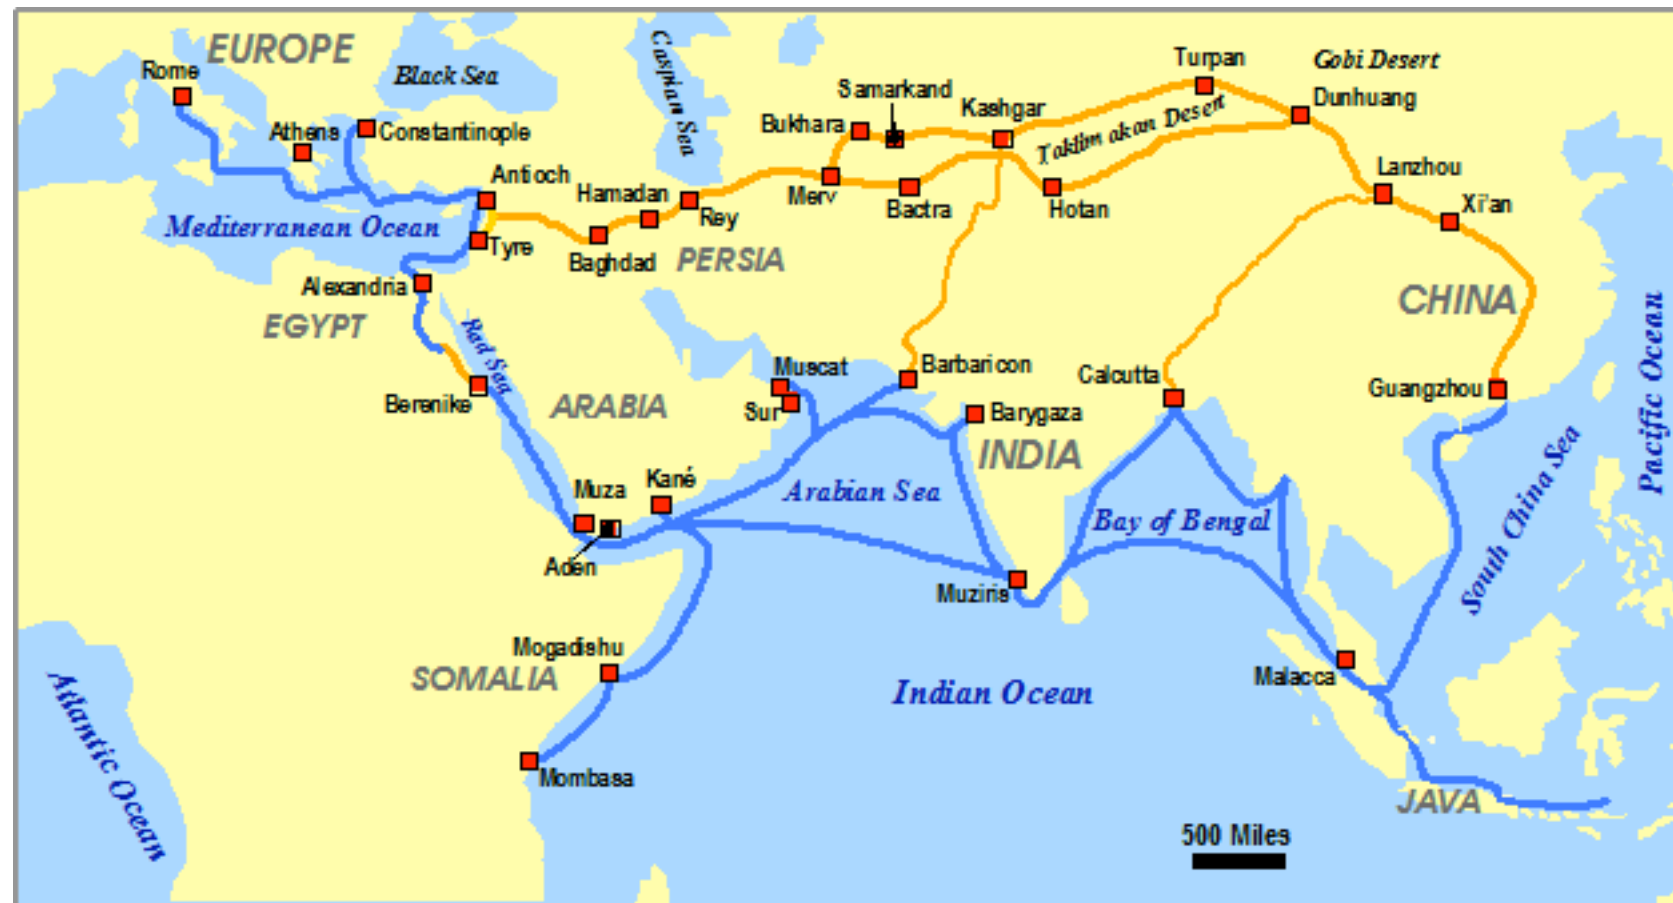 EUROPE
Rome
Black Sea
Caspian Sea
Athens
Constantinople
Antioch
Mediterranean Ocean
Tyre
Hamadan
Rey
Baghdad
PERSIA
Samarkand
Bukhara
Merv
Bactra
Kashgar
Turpan
Gobi Desert
Dunhuang
Taklim akan Desert
Hotan
Lanzhou
Xi'an
CHINA
Alexandria
EGYPT
Red Sea
Berenike
ARABIA
Muscat
Sur
Barbaricon
Barygaza
INDIA
Calcutta
Guangzhou
Pacific Ocean
Muza
Kané
Aden
Arabian Sea
Bay of Bengal
South China Sea
Muziris
Mogadishu
SOMALIA
Mombasa
Atlantic Ocean
Indian Ocean
Malacca
JAVA
500 Miles